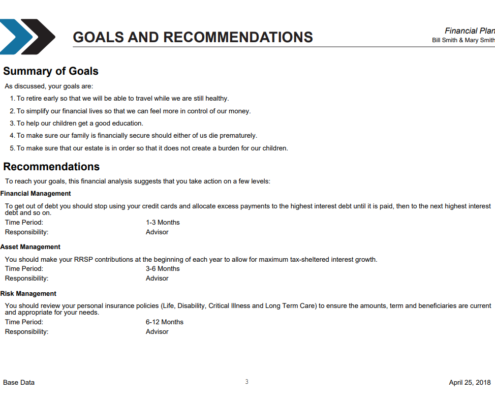 GOALS AND RECOMMENDATIONS
Financial Plan
Bill Smith & Mary Smith
Summary of Goals
As discussed, your goals are:
1. To retire early so that we will be able to travel while we are still healthy.
2. To simplify our financial lives so that we can feel more in control of our money.
3. To help our children get a good education.
4. To make sure our family is financially secure should either of us die prematurely.
5. To make sure that our estate is in order so that it does not create a burden for our children.
Recommendations
To reach your goals, this financial analysis suggests that you take action on a few levels:
Financial Management
To get out of debt you should stop using your credit cards and allocate excess payments to the highest interest debt until it is paid, then to the next highest interest
debt and so on.
Time Period: 1-3 Months
Responsibility: Advisor
Asset Management
You should make your RRSP contributions at the beginning of each year to allow for maximum tax-sheltered interest growth.
Time Period: 3-6 Months
Responsibility: Advisor
Risk Management
You should review your personal insurance policies (Life, Disability, Critical Illness and Long Term Care) to ensure the amounts, term and beneficiaries are current
and appropriate for your needs.
Time Period: 6-12 Months
Responsibility: Advisor
Base Data
3
April 25, 2018